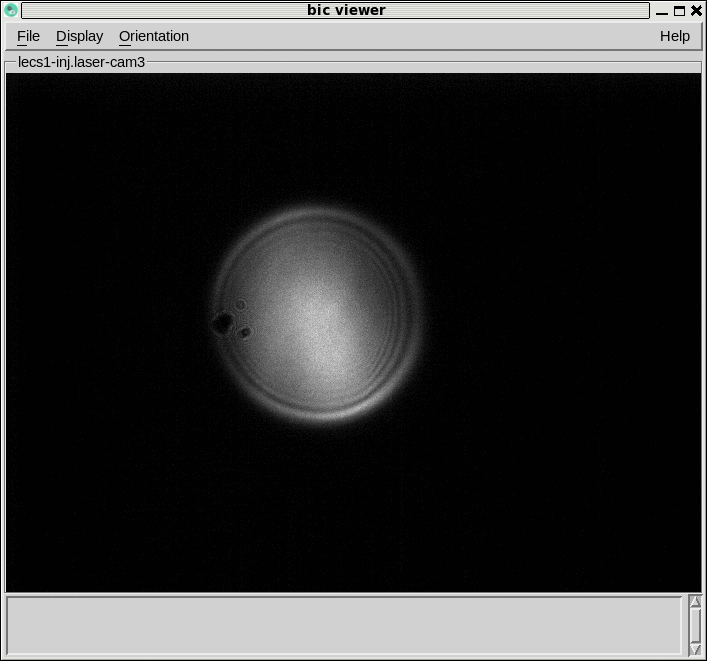 bic viewer
File Display Orientation Help
lecs1-inj.laser-cam3